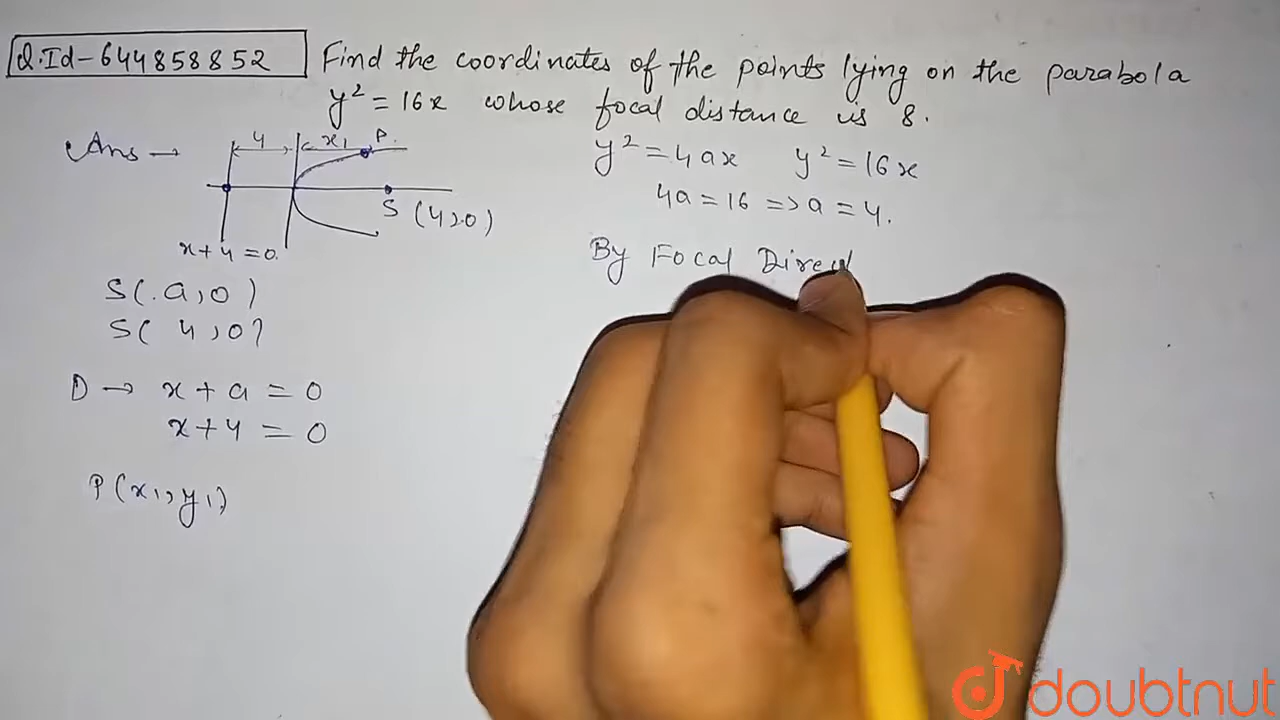 Q.Id-644858852 Find the coordinates of the points lying on the parabola
y² = 16x whose focal distance is 8.
Ans →
4 x₁ P.
S (4,0)
x+4=0.
S(.a,0)
S( 4,0)
D → x+a=0
x+4=0
P(x₁,y₁)
y²=4ax y²=16x
4a=16 => a=4.
By Focal
doubtnut